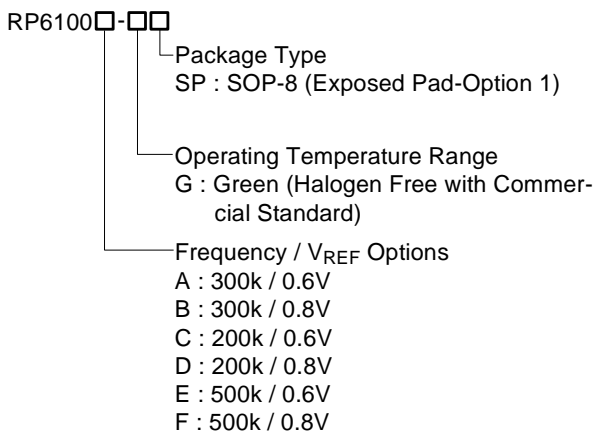 RP6100□-□□
Package Type
SP : SOP-8 (Exposed Pad-Option 1)
Operating Temperature Range
G : Green (Halogen Free with Commer-
cial Standard)
Frequency / VREF Options
A : 300k / 0.6V
B : 300k / 0.8V
C : 200k / 0.6V
D : 200k / 0.8V
E : 500k / 0.6V
F : 500k / 0.8V